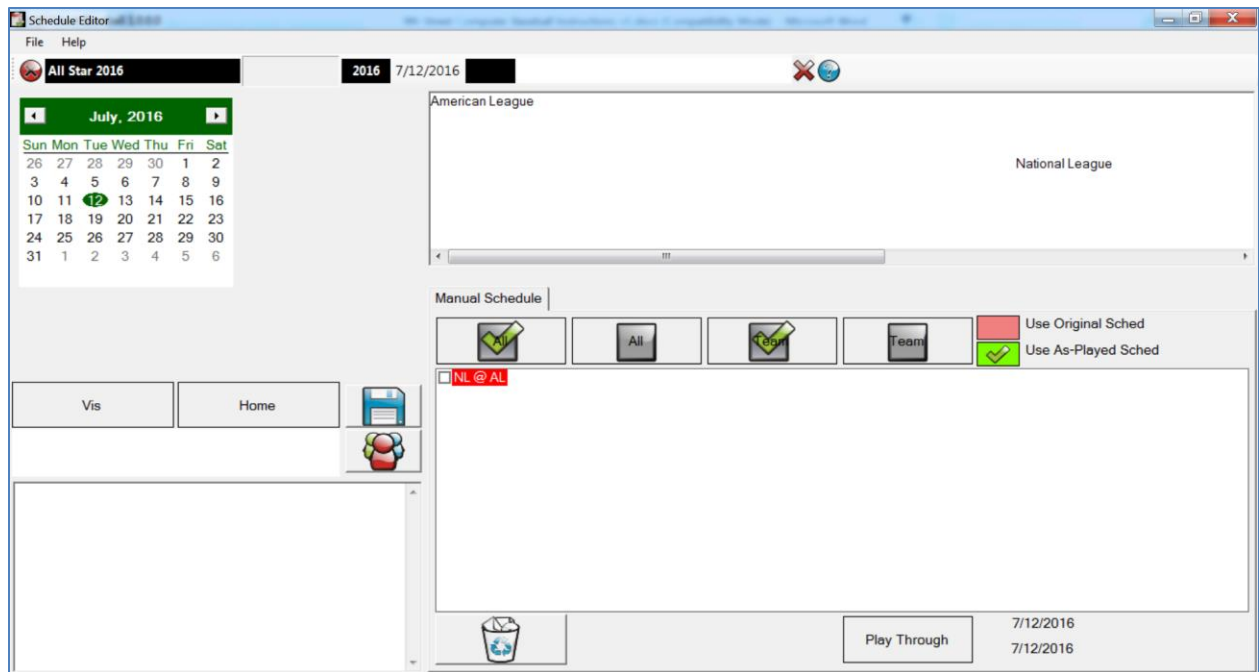 Schedule Editor
File Help
All Star 2016 2016 7/12/2016
July, 2016
Sun Mon Tue Wed Thu Fri Sat
26 27 28 29 30 1 2
3 4 5 6 7 8 9
10 11 12 13 14 15 16
17 18 19 20 21 22 23
24 25 26 27 28 29 30
31 1 2 3 4 5 6
American League
National League
Manual Schedule
All All Team Team
Use Original Sched
Use As-Played Sched
NL @ AL
Vis Home
Play Through
7/12/2016
7/12/2016